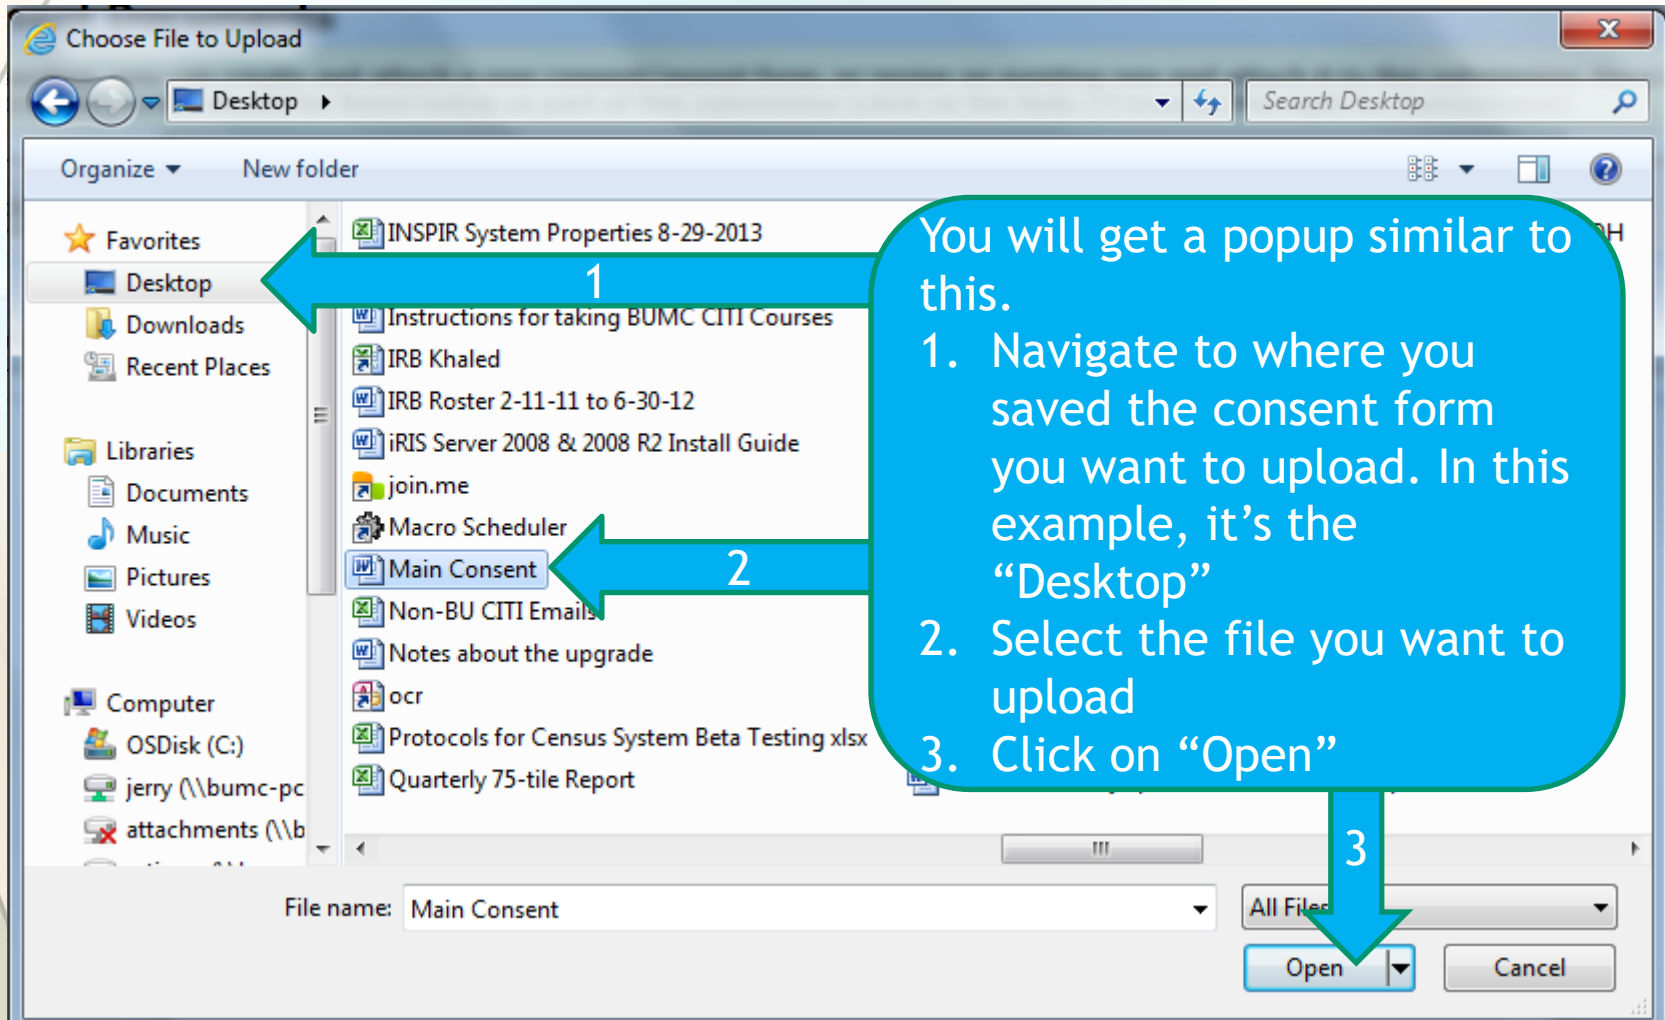 Choose File to Upload
x
Desktop
Search Desktop
Organize
New folder
Favorites
Desktop
Downloads
Recent Places
Libraries
Documents
Music
Pictures
Videos
Computer
OSDisk (C:)
jerry (\\bumc-pc
attachments (\\b
INSPIR System Properties 8-29-2013
Instructions for taking BUMC CITI Courses
IRB Khaled
IRB Roster 2-11-11 to 6-30-12
iRIS Server 2008 & 2008 R2 Install Guide
join.me
Macro Scheduler
Main Consent
Non-BU CITI Emails
Notes about the upgrade
ocr
Protocols for Census System Beta Testing xlsx
Quarterly 75-tile Report
1
2
You will get a popup similar to
this.
1. Navigate to where you
saved the consent form
you want to upload. In this
example, it’s the
“Desktop”
2. Select the file you want to
upload
3. Click on “Open”
3
File name: Main Consent
All Files
Open
Cancel